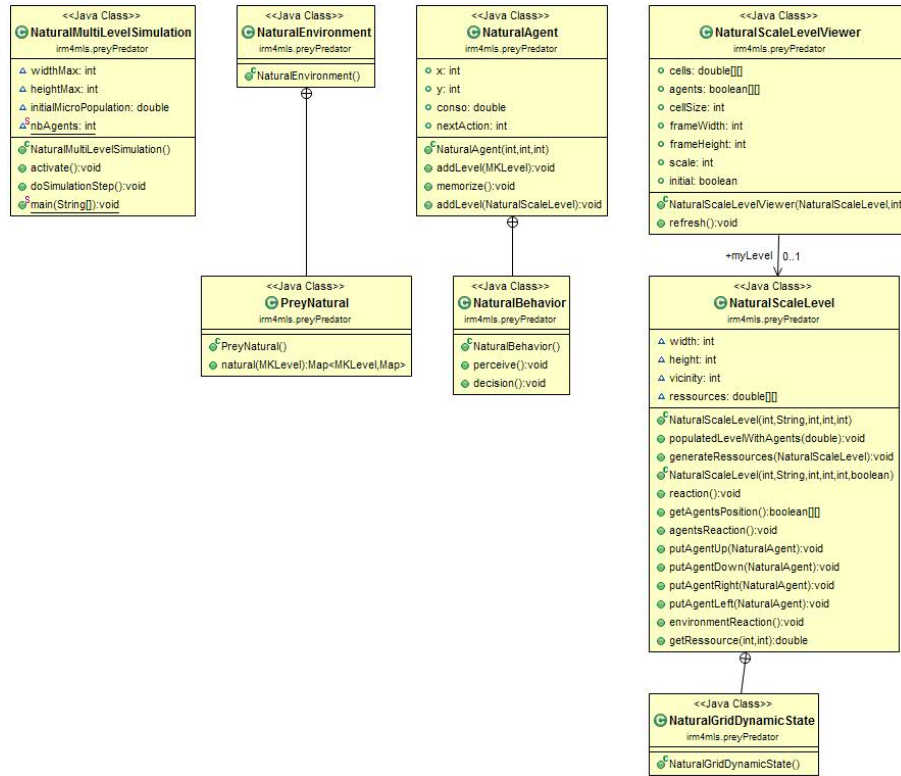 <<Java Class>>
NaturalMultiLevelSimulation
irm4mls.preyPredator
widthMax: int
heightMax: int
initialMicroPopulation: double
nbAgents: int
NaturalMultiLevelSimulation()
activate():void
doSimulationStep():void
main(String[]):void
<<Java Class>>
NaturalEnvironment
irm4mls.preyPredator
NaturalEnvironment()
<<Java Class>>
NaturalAgent
irm4mls.preyPredator
x: int
y: int
conso: double
nextAction: int
NaturalAgent(int,int,int)
addLevel(MKLevel):void
memorize():void
addLevel(NaturalScaleLevel):void
<<Java Class>>
NaturalScaleLevelViewer
irm4mls.preyPredator
cells: double[][]
agents: boolean[][]
cellSize: int
frameWidth: int
frameHeight: int
scale: int
initial: boolean
NaturalScaleLevelViewer(NaturalScaleLevel,int
refresh():void
+myLevel 0..1
<<Java Class>>
PreyNatural
irm4mls.preyPredator
PreyNatural()
natural(MKLevel):Map<MKLevel,Map>
<<Java Class>>
NaturalBehavior
irm4mls.preyPredator
NaturalBehavior()
perceive():void
decision():void
<<Java Class>>
NaturalScaleLevel
irm4mls.preyPredator
width: int
height: int
vicinity: int
ressources: double[][]
NaturalScaleLevel(int,String,int,int,int)
populatedLevelWithAgents(double):void
generateRessources(NaturalScaleLevel):void
NaturalScaleLevel(int,String,int,int,int,boolean)
reaction():void
getAgentsPosition():boolean[][]
agentsReaction():void
putAgentUp(NaturalAgent):void
putAgentDown(NaturalAgent):void
putAgentRight(NaturalAgent):void
putAgentLeft(NaturalAgent):void
environmentReaction():void
getRessource(int,int):double
<<Java Class>>
NaturalGridDynamicState
irm4mls.preyPredator
NaturalGridDynamicState()